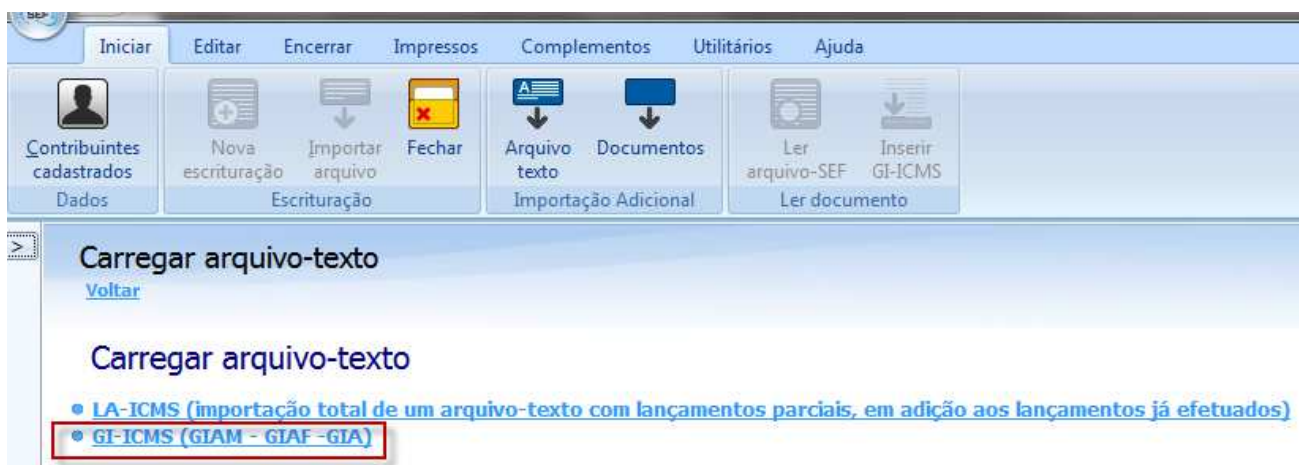 SEF
Iniciar Editar Encerrar Impressos Complementos Utilitários Ajuda
Contribuintes cadastrados
Nova escrituração
Importar arquivo
Fechar
Arquivo texto
Documentos
Ler arquivo-SEF
Inserir GI-ICMS
Dados Escrituração Importação Adicional Ler documento
>
Carregar arquivo-texto
Voltar
Carregar arquivo-texto
LA-ICMS (importação total de um arquivo-texto com lançamentos parciais, em adição aos lançamentos já efetuados)
GI-ICMS (GIAM - GIAF -GIA)